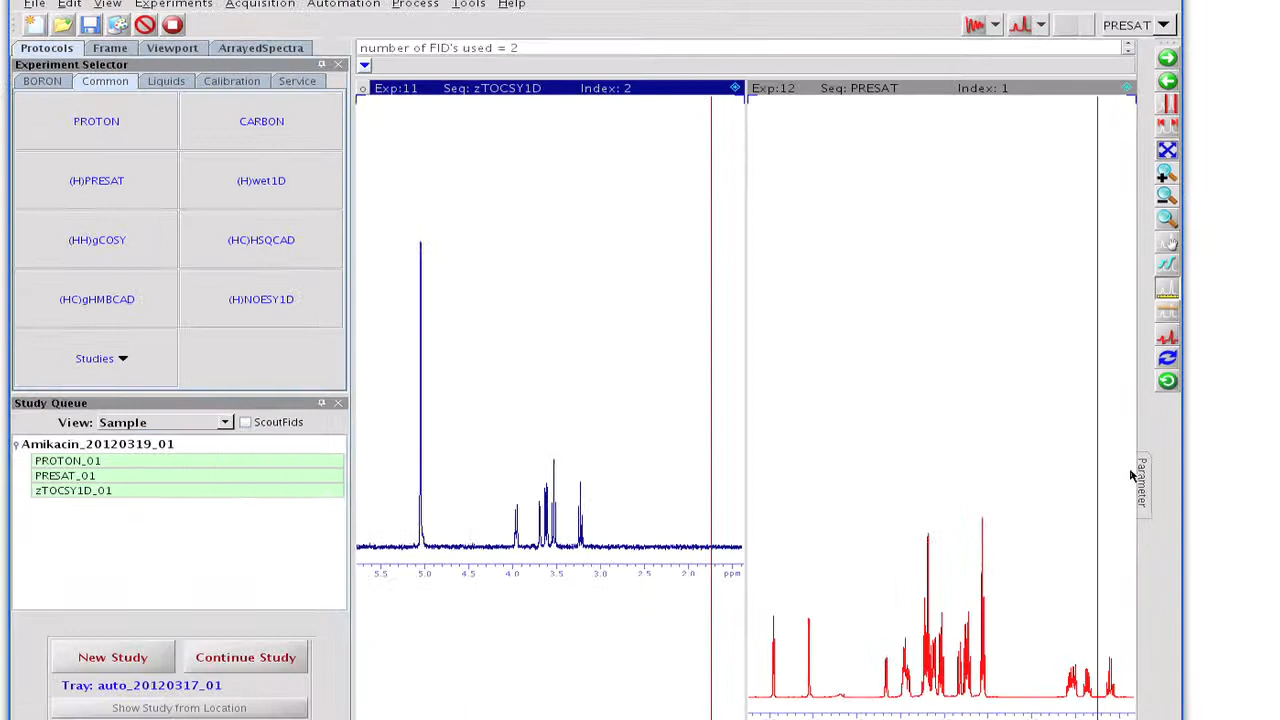 File Edit View Experiments Acquisition Automation Process Tools Help
PRESAT
Protocols Frame Viewport ArrayedSpectra
number of FID's used = 2
Experiment Selector
BORON Common Liquids Calibration Service
Exp:11 Seq: zTOCSY1D Index: 2
Exp:12 Seq: PRESAT Index: 1
PROTON CARBON
(H)PRESAT (H)wet1D
(HH)gCOSY (HC)HSQCAD
(HC)gHMBCAD (H)NOESY1D
Studies
Study Queue
View: Sample ScoutFids
Amikacin_20120319_01
PROTON_01
PRESAT_01
zTOCSY1D_01
Parameter
5.5 5.0 4.5 4.0 3.5 3.0 2.5 2.0 ppm
New Study Continue Study
Tray: auto_20120317_01
Show Study from Location